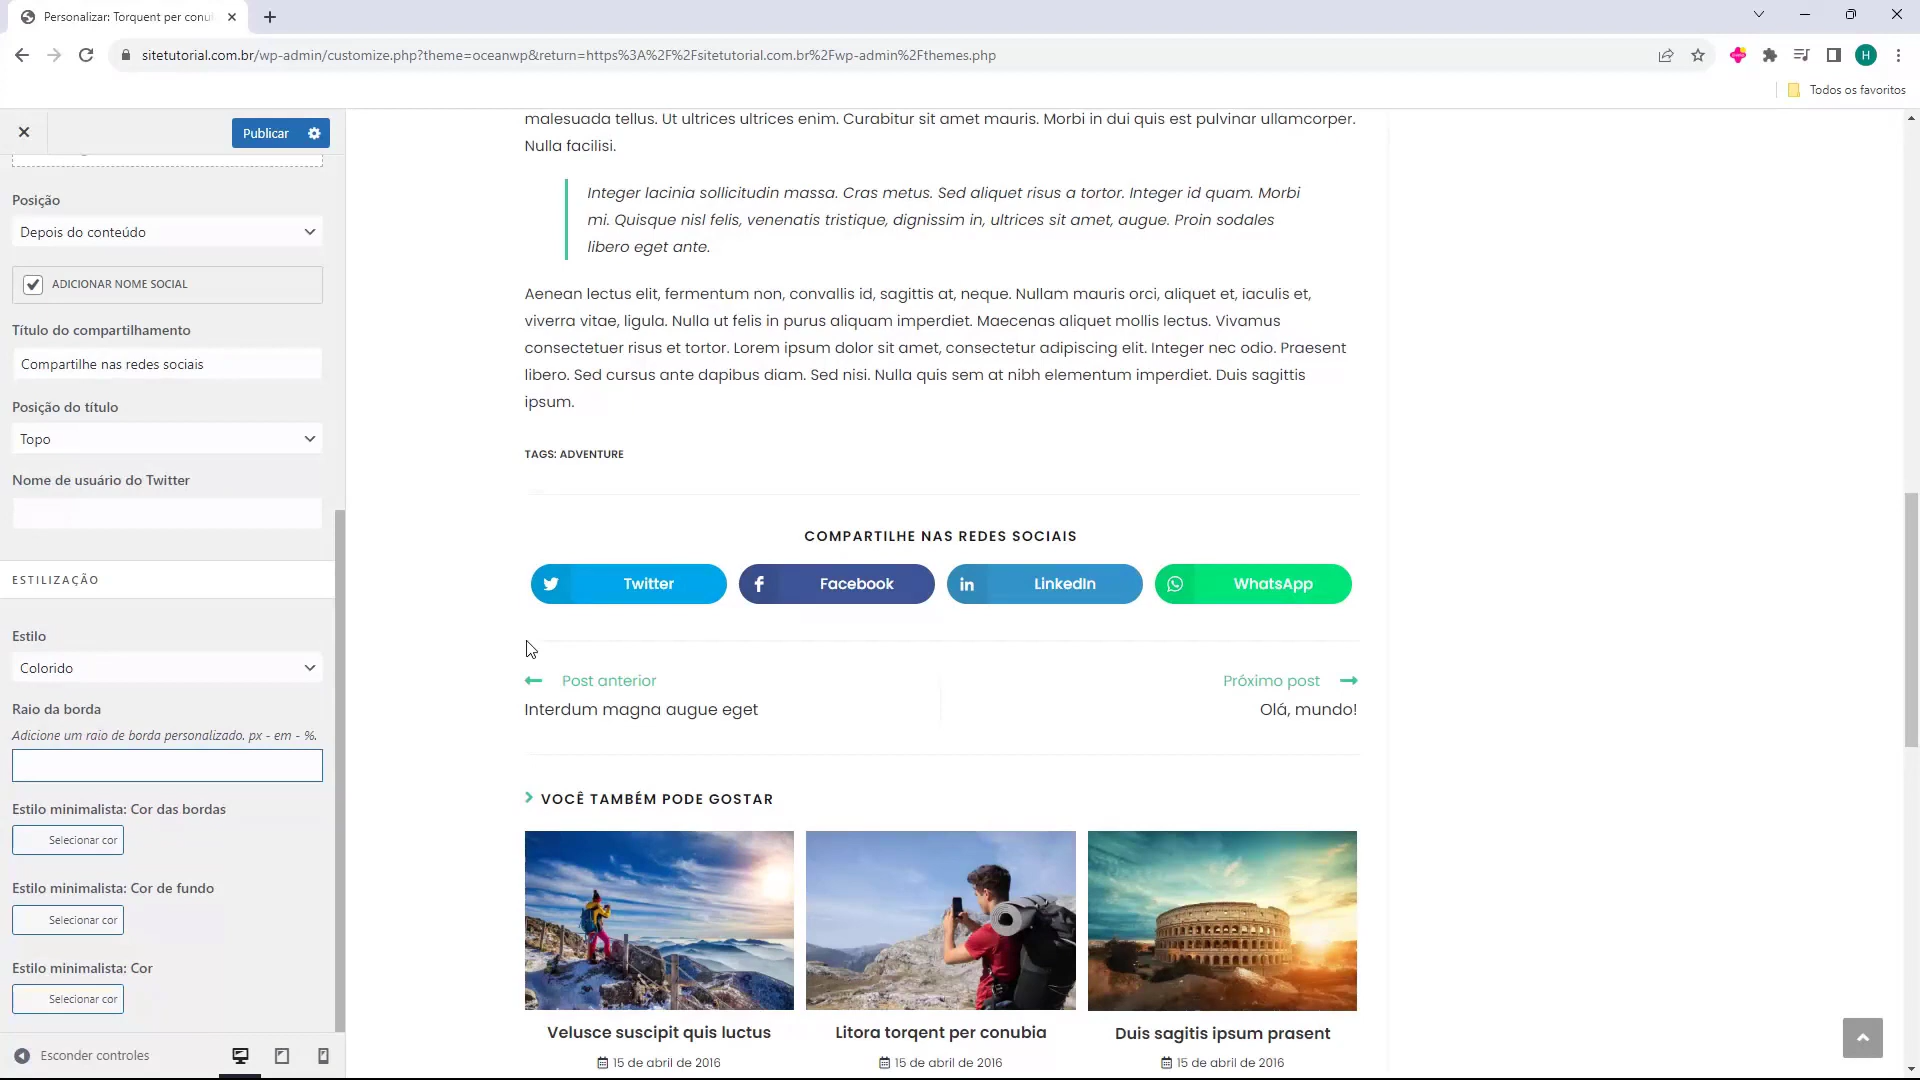 Personalizar: Torquent per conu
sitetutorial.com.br/wp-admin/customize.php?theme=oceanwp&return=https%3A%2F%2Fsitetutorial.com.br%2Fwp-admin%2Fthemes.php
H
Todos os favoritos
Publicar
Posição
Depois do conteúdo
ADICIONAR NOME SOCIAL
Título do compartilhamento
Compartilhe nas redes sociais
Posição do título
Topo
Nome de usuário do Twitter
ESTILIZAÇÃO
Estilo
Colorido
Raio da borda
Adicione um raio de borda personalizado. px - em - %.
Estilo minimalista: Cor das bordas
Selecionar cor
Estilo minimalista: Cor de fundo
Selecionar cor
Estilo minimalista: Cor
Selecionar cor
Esconder controles
malesuada tellus. Ut ultrices ultrices enim. Curabitur sit amet mauris. Morbi in dui quis est pulvinar ullamcorper.
Nulla facilisi.
Integer lacinia sollicitudin massa. Cras metus. Sed aliquet risus a tortor. Integer id quam. Morbi
mi. Quisque nisl felis, venenatis tristique, dignissim in, ultrices sit amet, augue. Proin sodales
libero eget ante.
Aenean lectus elit, fermentum non, convallis id, sagittis at, neque. Nullam mauris orci, aliquet et, iaculis et,
viverra vitae, ligula. Nulla ut felis in purus aliquam imperdiet. Maecenas aliquet mollis lectus. Vivamus
consectetuer risus et tortor. Lorem ipsum dolor sit amet, consectetur adipiscing elit. Integer nec odio. Praesent
libero. Sed cursus ante dapibus diam. Sed nisi. Nulla quis sem at nibh elementum imperdiet. Duis sagittis
ipsum.
TAGS: ADVENTURE
COMPARTILHE NAS REDES SOCIAIS
Twitter
Facebook
LinkedIn
WhatsApp
Post anterior
Interdum magna augue eget
Próximo post
Olá, mundo!
VOCÊ TAMBÉM PODE GOSTAR
Velusce suscipit quis luctus
15 de abril de 2016
Litora torqent per conubia
15 de abril de 2016
Duis sagitis ipsum prasent
15 de abril de 2016